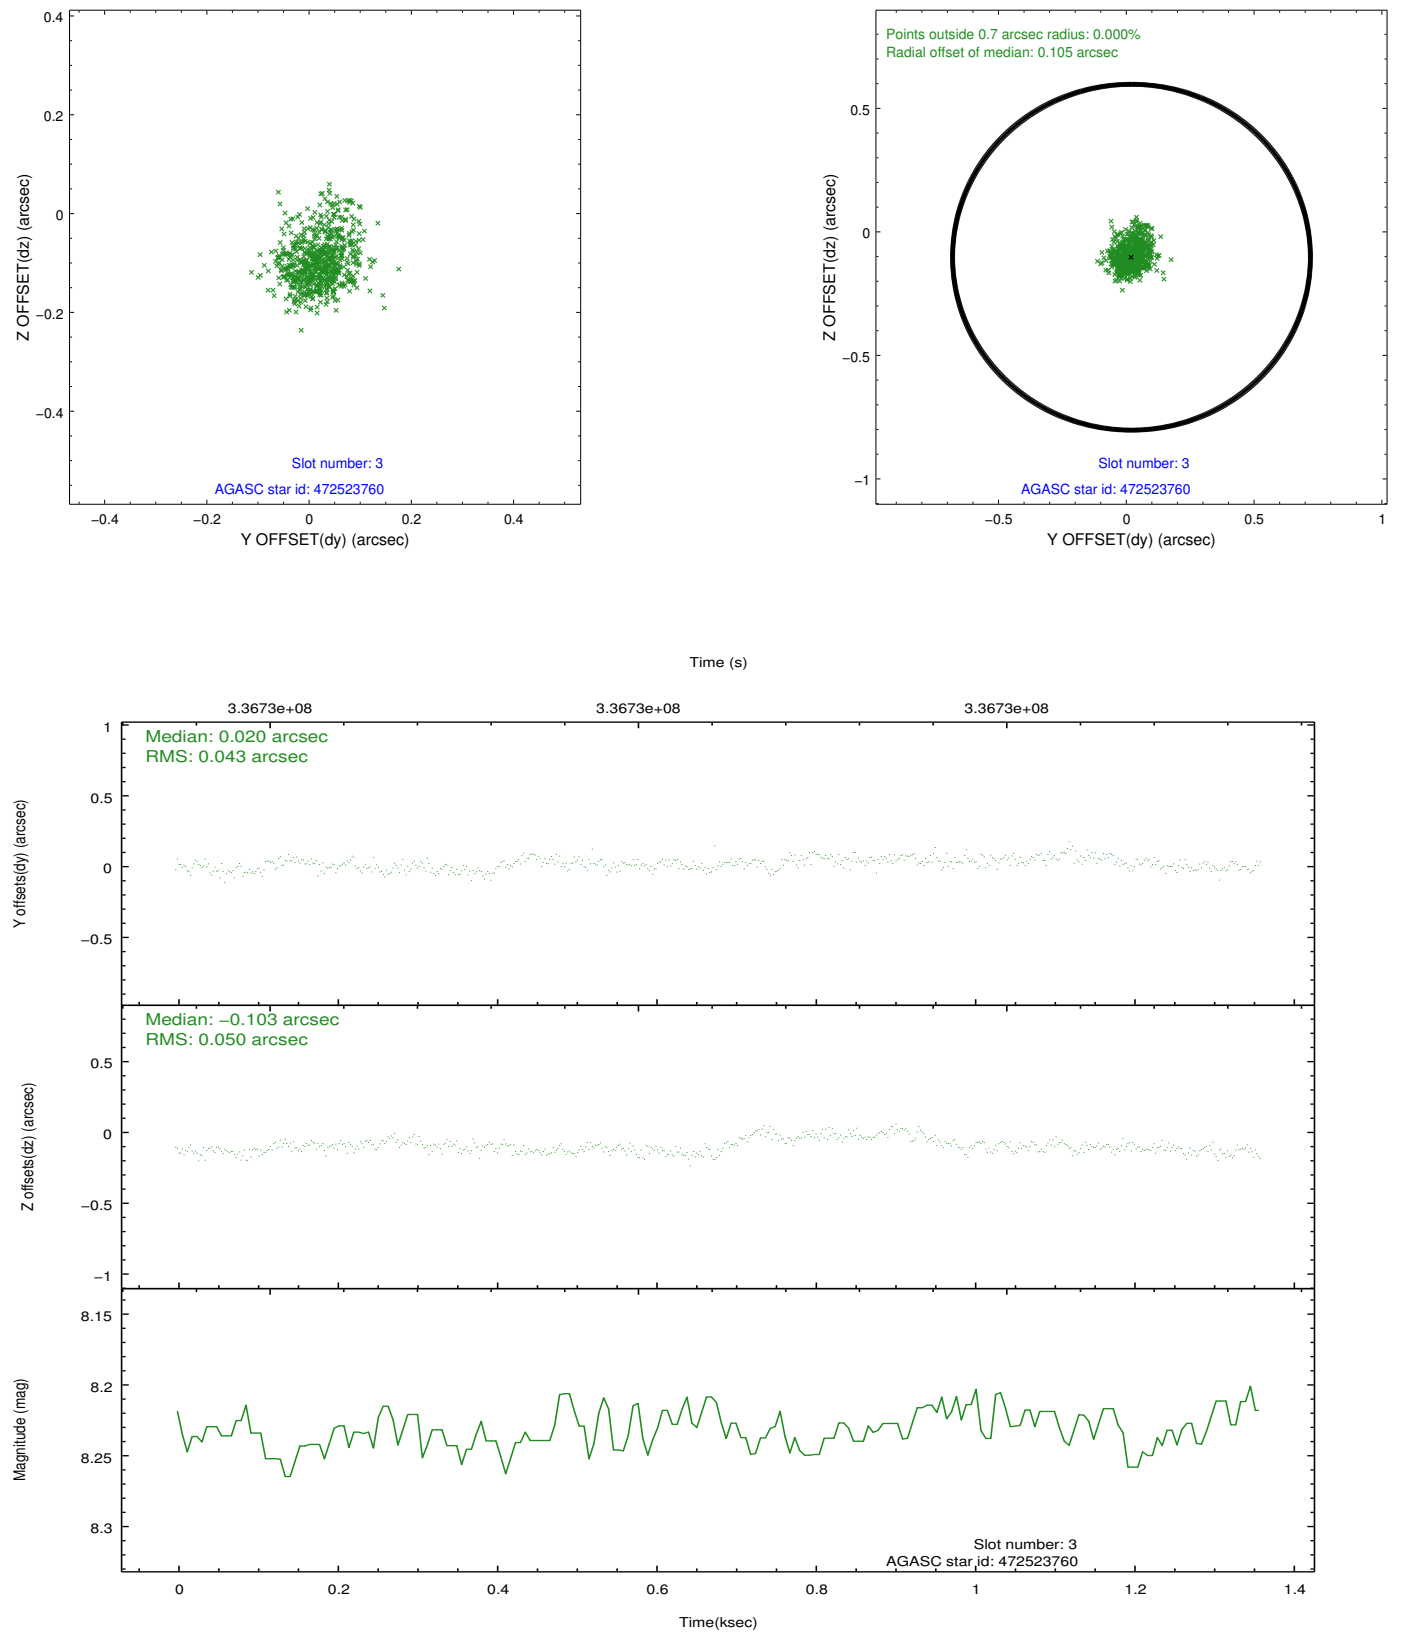 0.4
0.2
0
−0.2
−0.4
Z OFFSET(dz) (arcsec)
Slot number: 3
AGASC star id: 472523760
−0.4 −0.2 0 0.2 0.4
Y OFFSET(dy) (arcsec)
Points outside 0.7 arcsec radius: 0.000%
Radial offset of median: 0.105 arcsec
0.5
0
−0.5
−1
Z OFFSET(dz) (arcsec)
Slot number: 3
AGASC star id: 472523760
−0.5 0 0.5 1
Y OFFSET(dy) (arcsec)
Time (s)
3.3673e+08 3.3673e+08 3.3673e+08
Median: 0.020 arcsec
RMS: 0.043 arcsec
1
0.5
0
−0.5
Y offsets(dy) (arcsec)
Median: −0.103 arcsec
RMS: 0.050 arcsec
0.5
0
−0.5
−1
Z offsets(dz) (arcsec)
8.15
8.2
8.25
8.3
Magnitude (mag)
Slot number: 3
AGASC star id: 472523760
0 0.2 0.4 0.6 0.8 1 1.2 1.4
Time(ksec)